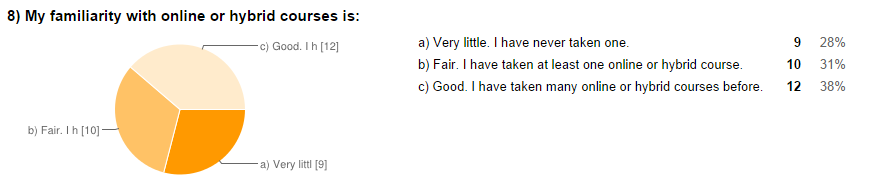 8) My familiarity with online or hybrid courses is:
c) Good. I h [12]
b) Fair. I h [10]
a) Very littl [9]
a) Very little. I have never taken one. 9 28%
b) Fair. I have taken at least one online or hybrid course. 10 31%
c) Good. I have taken many online or hybrid courses before. 12 38%